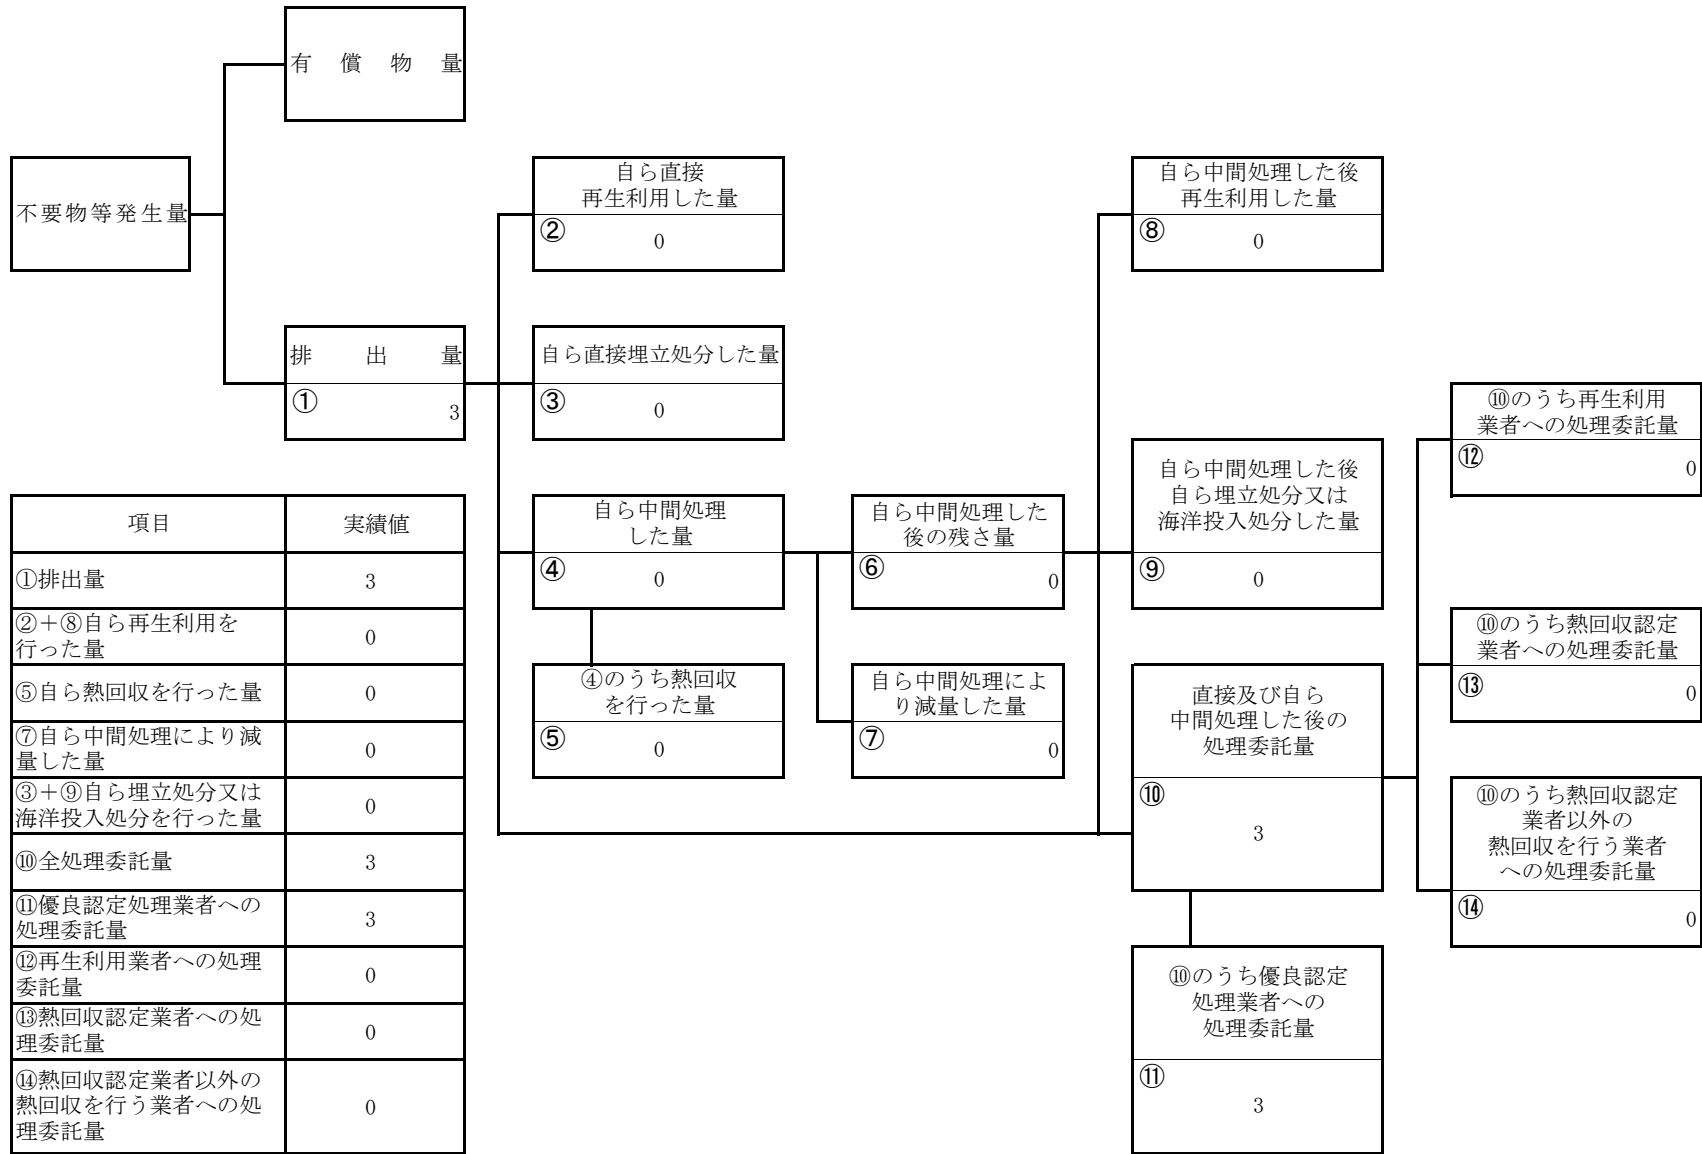 有償物量
不要物等発生量
排出量
① 3
自ら直接
再生利用した量
② 0
自ら直接埋立処分した量
③ 0
自ら中間処理
した量
④ 0
④のうち熱回収
を行った量
⑤ 0
自ら中間処理した
後の残さ量
⑥ 0
自ら中間処理によ
り減量した量
⑦ 0
自ら中間処理した後
再生利用した量
⑧ 0
自ら中間処理した後
自ら埋立処分又は
海洋投入処分した量
⑨ 0
直接及び自ら
中間処理した後の
処理委託量
⑩
3
⑩のうち優良認定
処理業者への
処理委託量
⑪
3
⑩のうち再生利用
業者への処理委託量
⑫ 0
⑩のうち熱回収認定
業者への処理委託量
⑬ 0
⑩のうち熱回収認定
業者以外の
熱回収を行う業者
への処理委託量
⑭ 0
項目 実績値
①排出量 3
②＋⑧自ら再生利用を
行った量 0
⑤自ら熱回収を行った量 0
⑦自ら中間処理により減
量した量 0
③＋⑨自ら埋立処分又は
海洋投入処分を行った量 0
⑩全処理委託量 3
⑪優良認定処理業者への
処理委託量 3
⑫再生利用業者への処理
委託量 0
⑬熱回収認定業者への処
理委託量 0
⑭熱回収認定業者以外の
熱回収を行う業者への処 0
理委託量